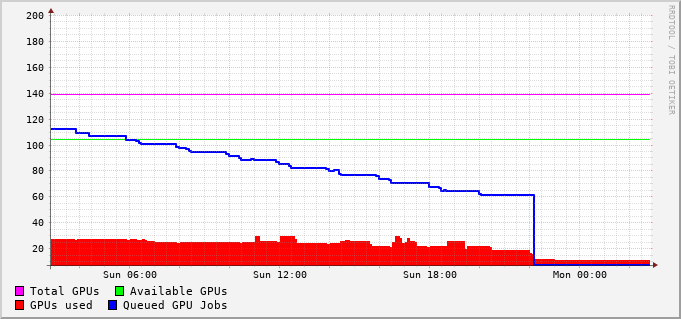 200
180
160
140
120
100
80
60
40
20
Sun 06:00 Sun 12:00 Sun 18:00 Mon 00:00
Total GPUs Available GPUs
GPUs used Queued GPU Jobs
RRDTOOL / TOBI OETIKER